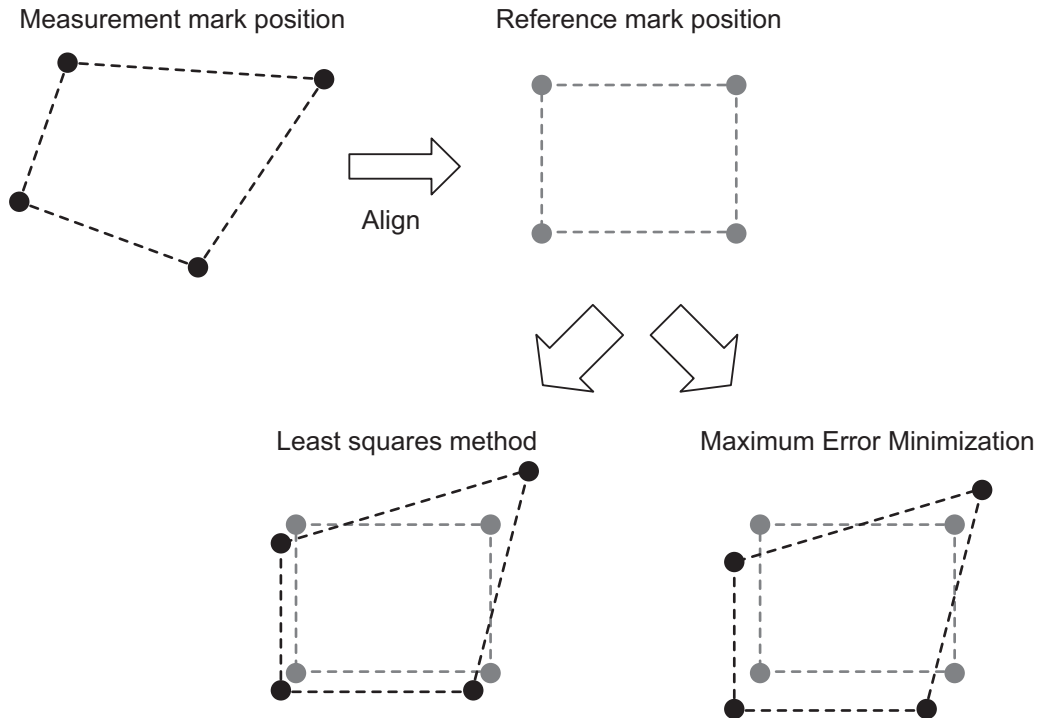 Measurement mark position
Reference mark position
Align
Least squares method
Maximum Error Minimization